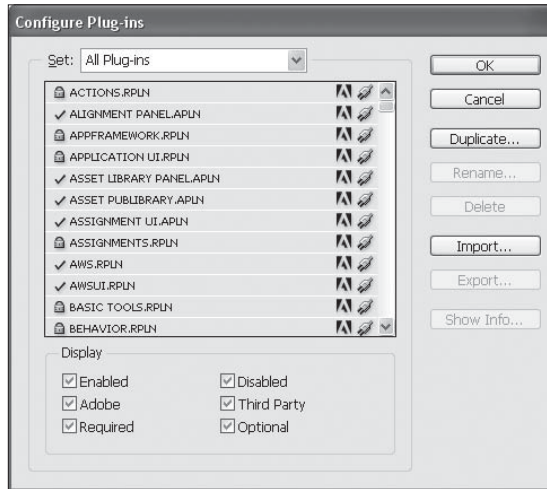 Configure Plug-ins
Set: All Plug-ins
ACTIONS.RPLN
ALIGNMENT PANEL.APLN
APPFRAMEWORK.RPLN
APPLICATION UI.RPLN
ASSET LIBRARY PANEL.APLN
ASSET PUBLIBRARY.APLN
ASSIGNMENT UI.APLN
ASSIGNMENTS.RPLN
AWS.RPLN
AWSUI.RPLN
BASIC TOOLS.RPLN
BEHAVIOR.RPLN
Display
Enabled
Disabled
Adobe
Third Party
Required
Optional
OK
Cancel
Duplicate...
Rename...
Delete
Import...
Export...
Show Info...